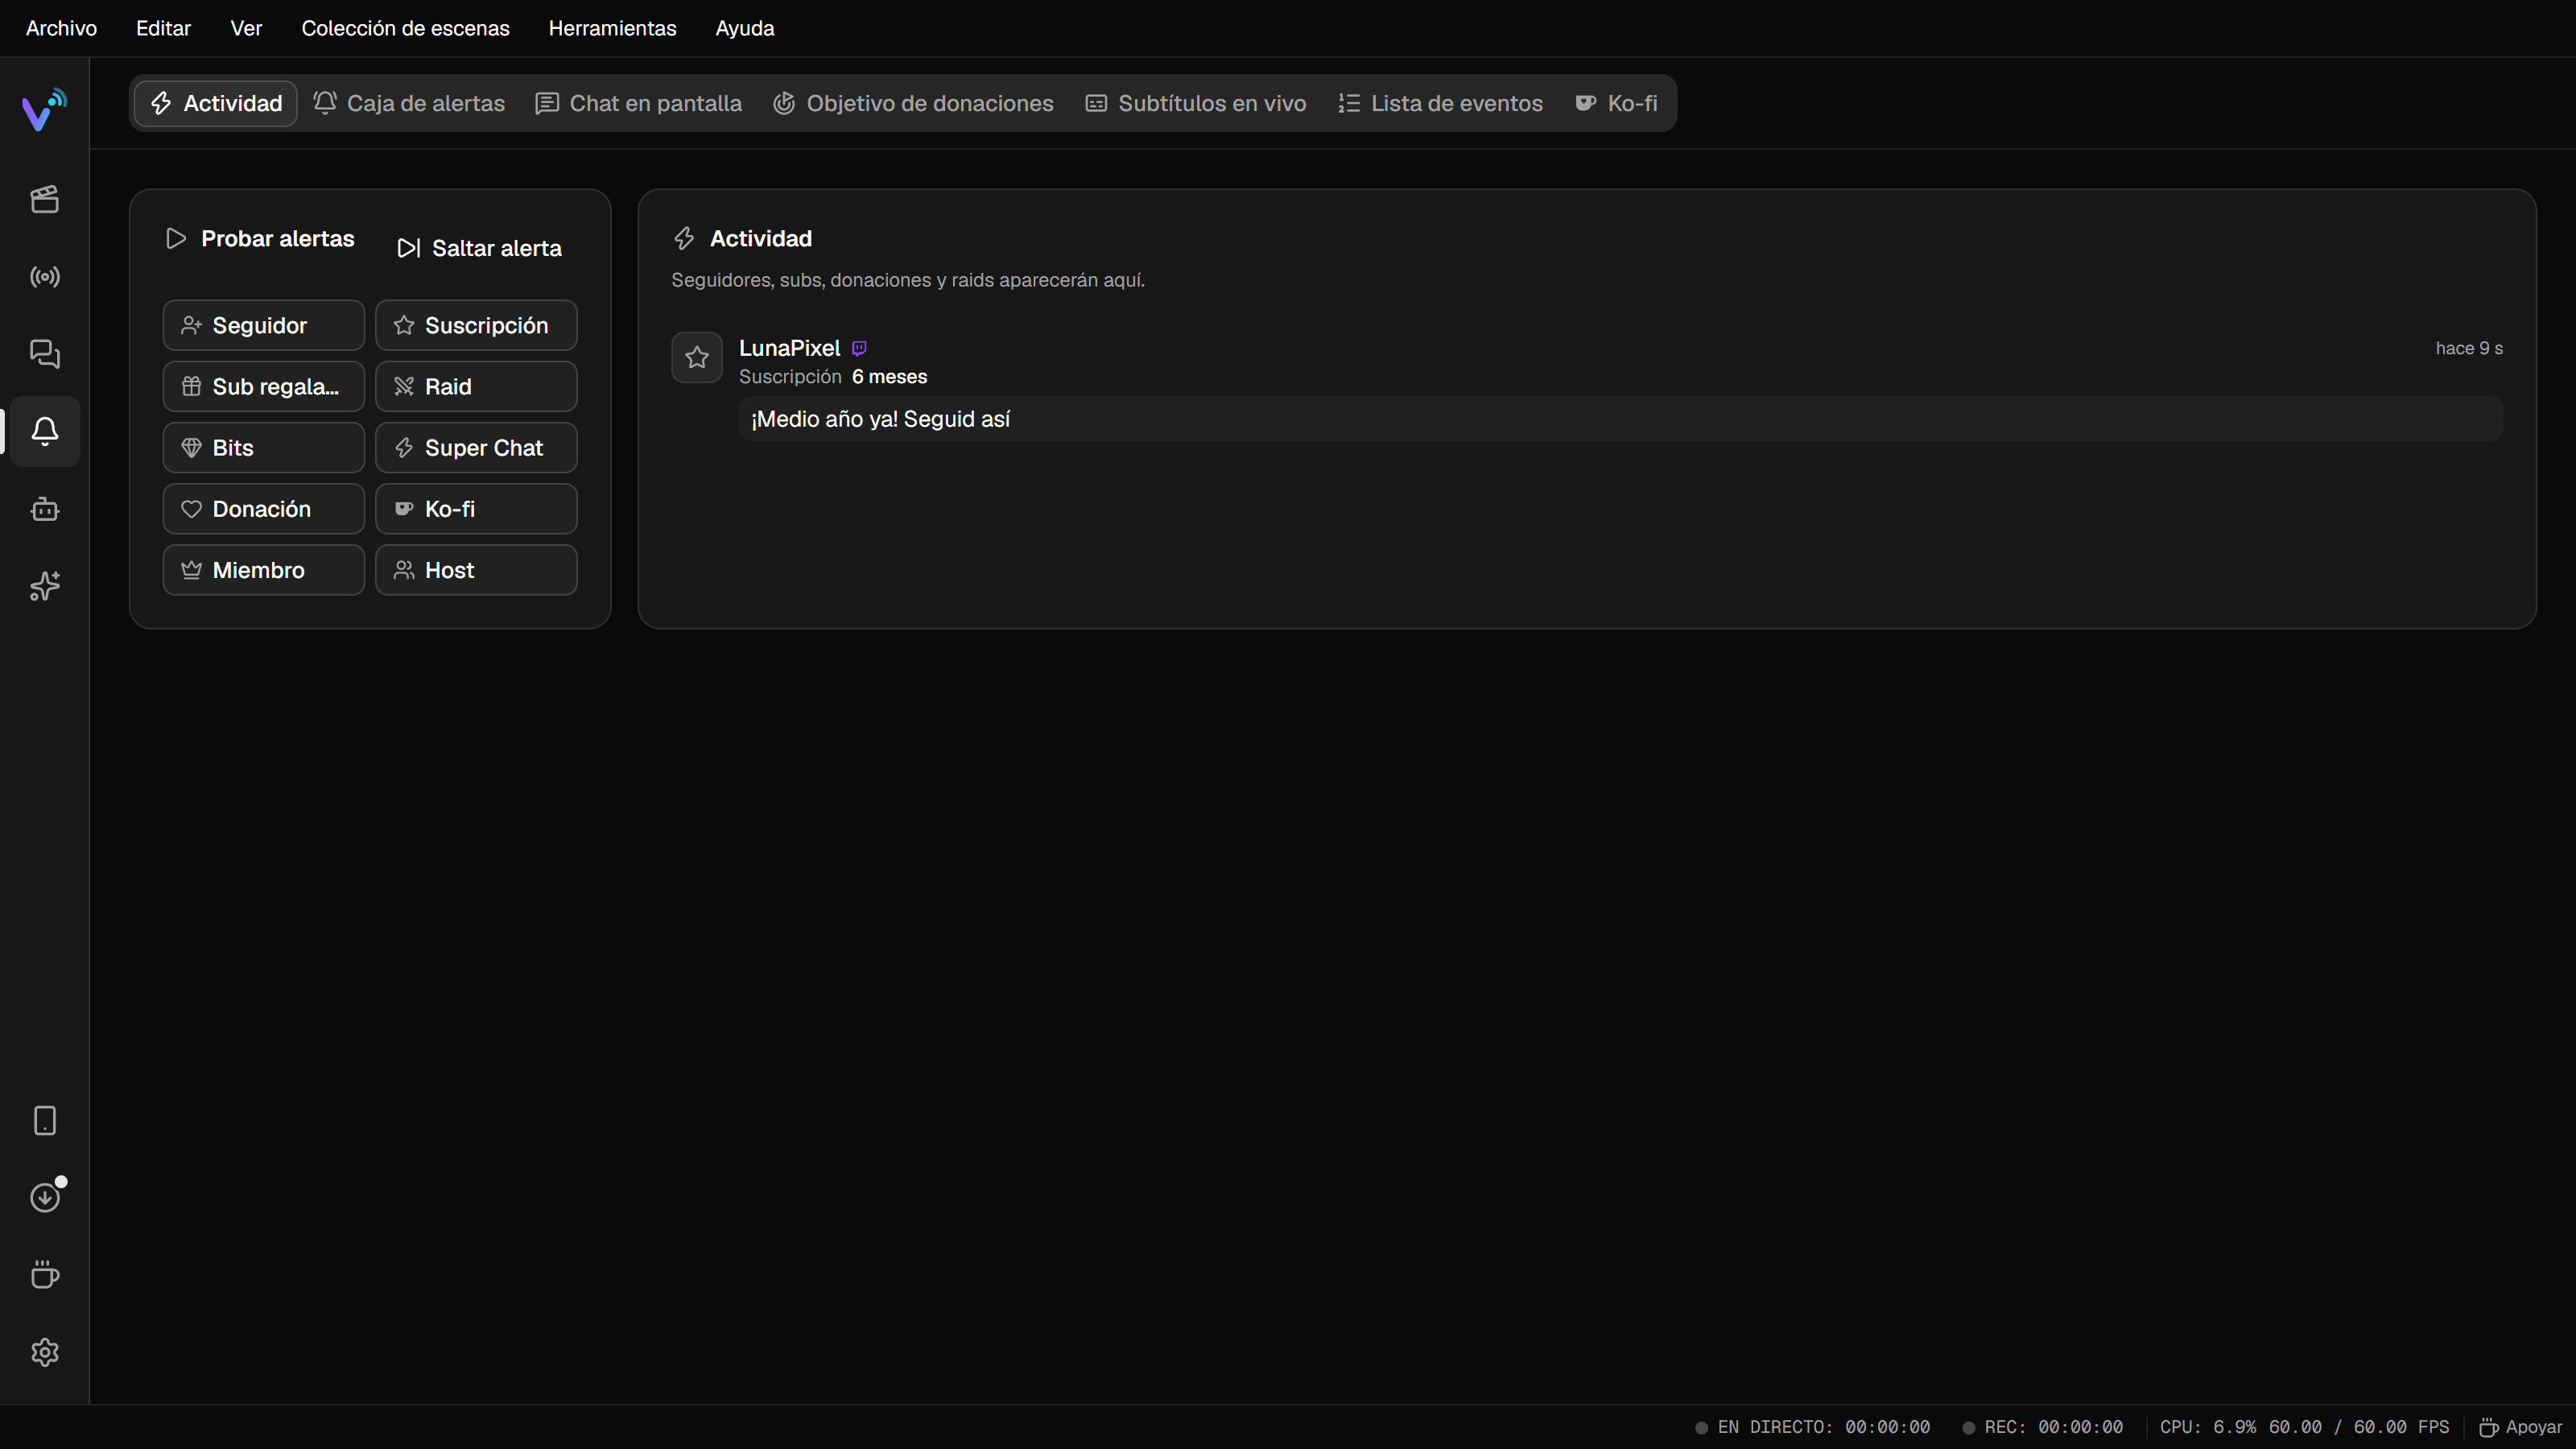 Archivo Editar Ver Colección de escenas Herramientas Ayuda
Actividad Caja de alertas Chat en pantalla Objetivo de donaciones Subtítulos en vivo Lista de eventos Ko-fi
Probar alertas Saltar alerta
Seguidor Suscripción
Sub regala... Raid
Bits Super Chat
Donación Ko-fi
Miembro Host
Actividad
Seguidores, subs, donaciones y raids aparecerán aquí.
LunaPixel hace 9 s
Suscripción 6 meses
¡Medio año ya! Seguid así
EN DIRECTO: 00:00:00 REC: 00:00:00 CPU: 6.9% 60.00 / 60.00 FPS Apoyar